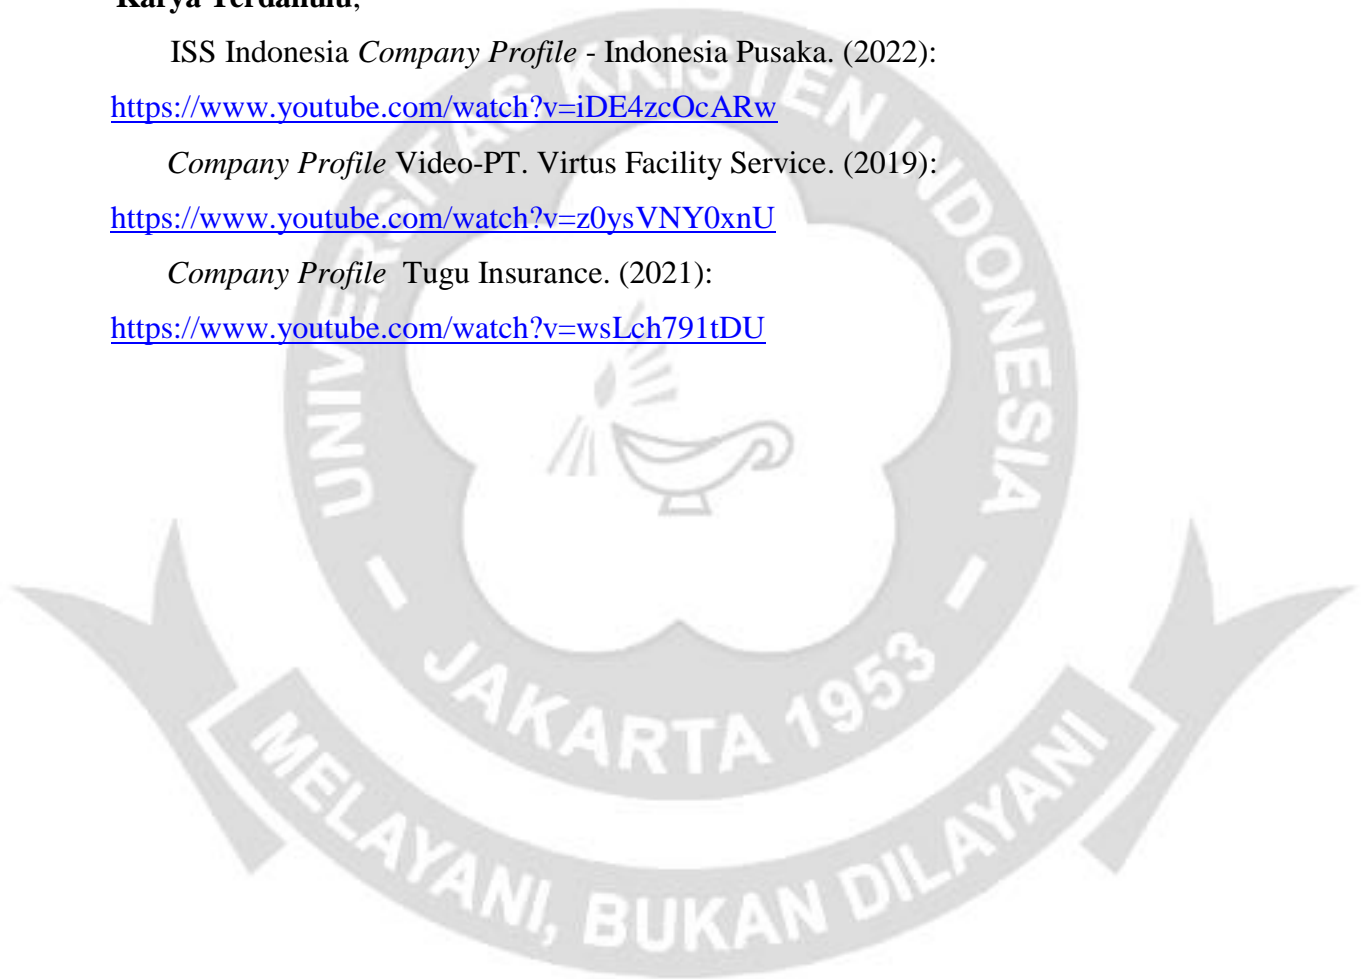 Karya Terdahulu;
ISS Indonesia Company Profile - Indonesia Pusaka. (2022):
https://www.youtube.com/watch?v=iDE4zcOcARw
Company Profile Video-PT. Virtus Facility Service. (2019):
https://www.youtube.com/watch?v=z0ysVNY0xnU
Company Profile Tugu Insurance. (2021):
https://www.youtube.com/watch?v=wsLch791tDU
UNIVERSITAS KRISTEN INDONESIA
- JAKARTA 1953 -
MELAYANI, BUKAN DILAYANI